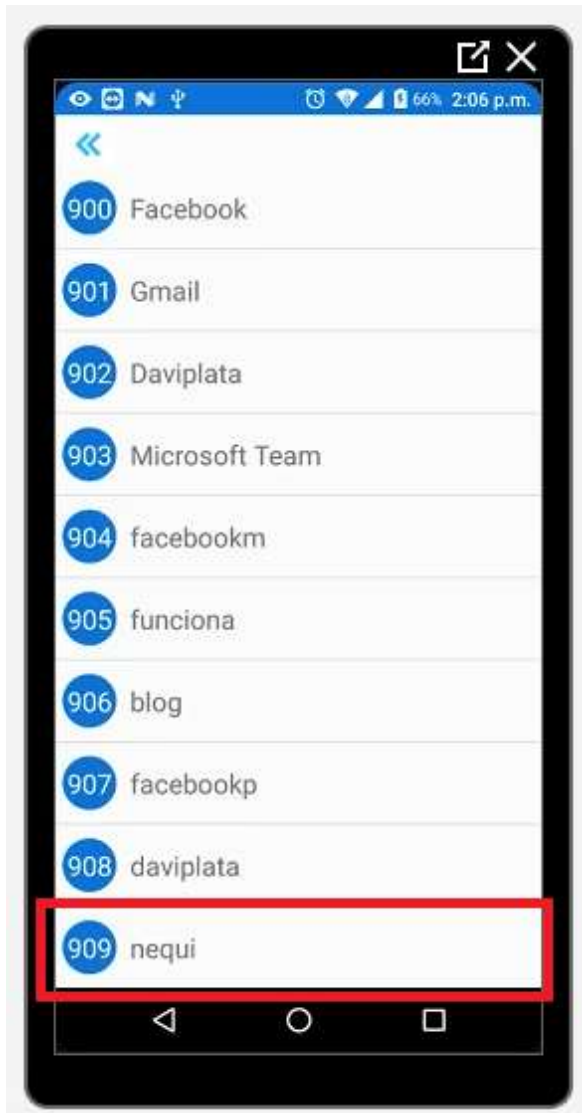 66% 2:06 p.m.
900 Facebook
901 Gmail
902 Daviplata
903 Microsoft Team
904 facebookm
905 funciona
906 blog
907 facebookp
908 daviplata
909 nequi